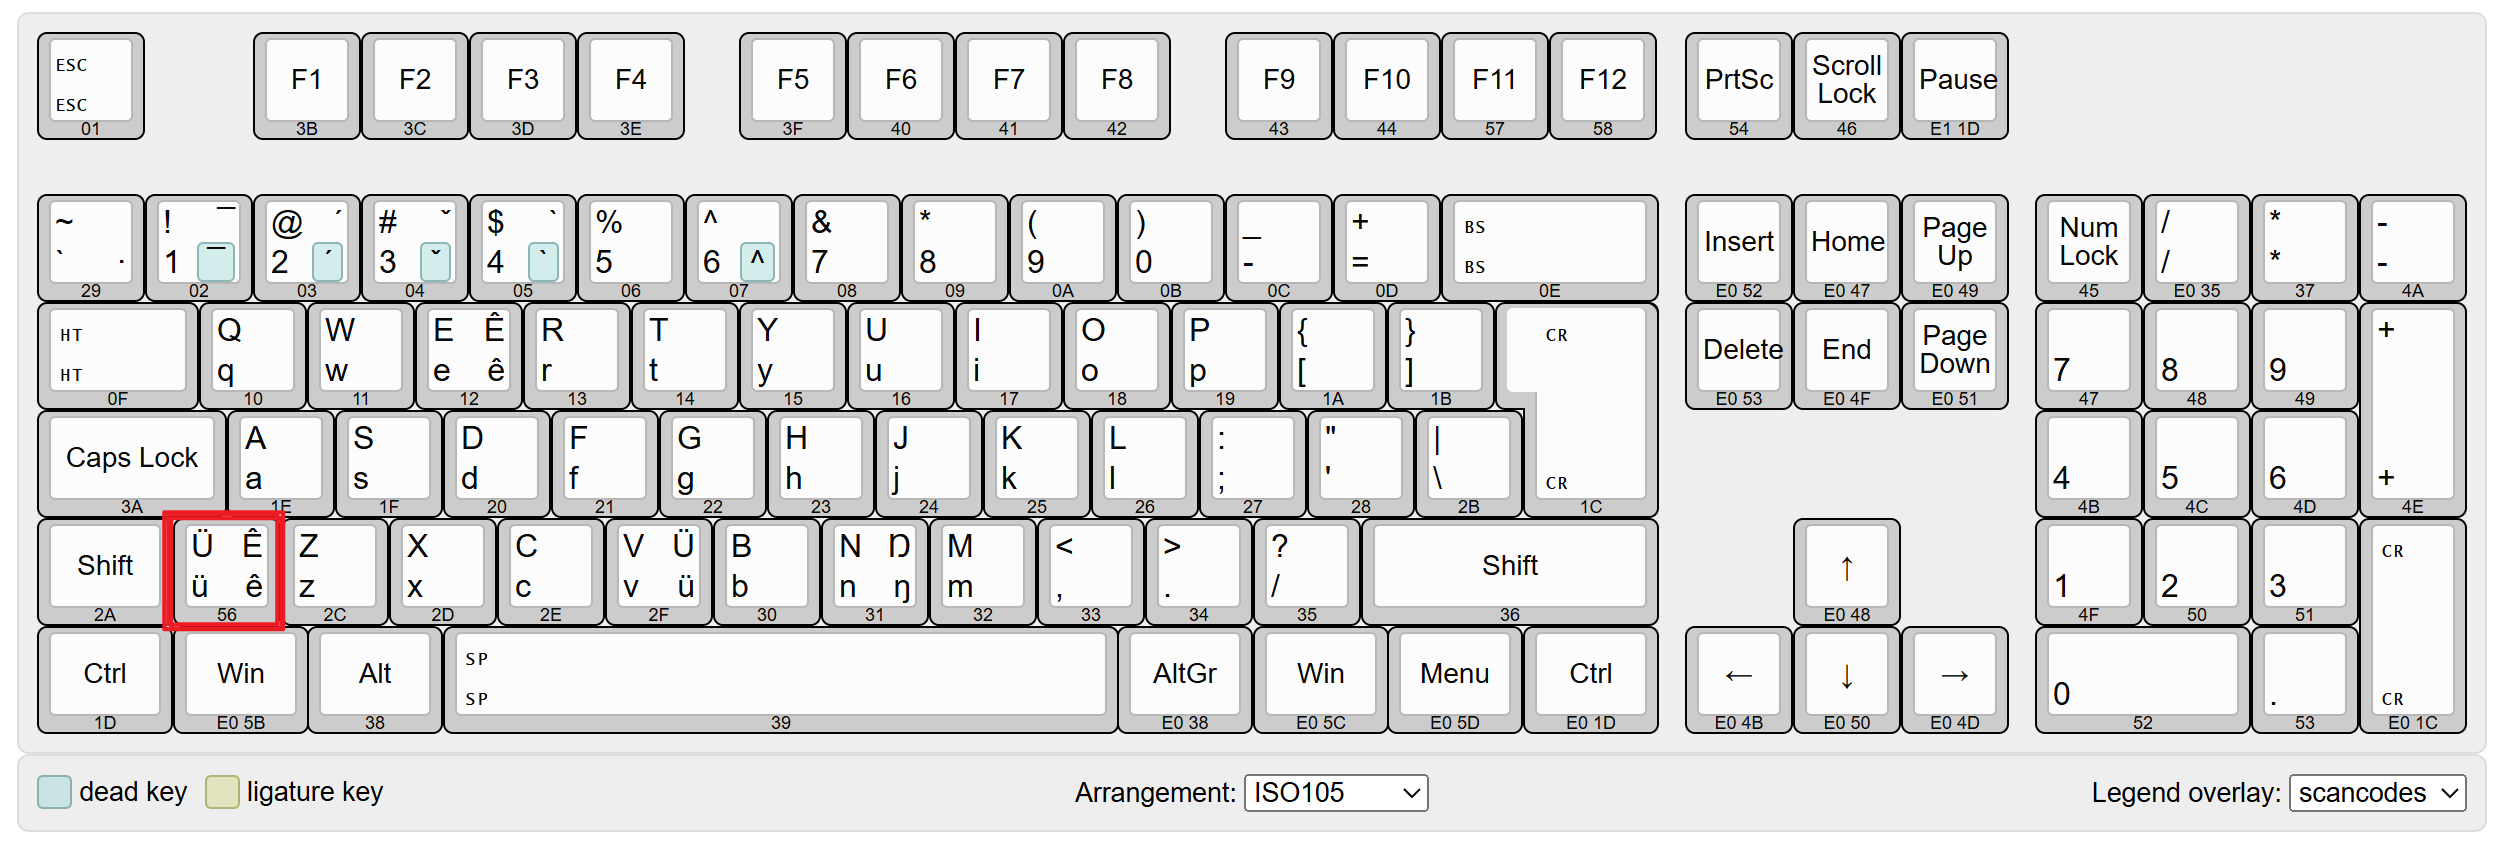 ESC F1 F2 F3 F4 F5 F6 F7 F8 F9 F10 F11 F12 PrtSc Scroll Pause
ESC Lock
01 3B 3C 3D 3E 3F 40 41 42 43 44 57 58 54 46 E1 1D
~ ! ¯ @ ´ # ˇ $ ` % ^ & * ( ) _ + BS Insert Home Page Num / * -
` . 1 ¯ 2 ´ 3 ˇ 4 ` 5 6 ^ 7 8 9 0 - = BS Up Lock / * -
29 02 03 04 05 06 07 08 09 0A 0B 0C 0D 0E E0 52 E0 47 E0 49 45 E0 35 37 4A
HT Q W E Ê R T Y U I O P { } CR Delete End Page +
HT q w e ê r t y u i o p [ ] Down 7 8 9
0F 10 11 12 13 14 15 16 17 18 19 1A 1B E0 53 E0 4F E0 51 47 48 49
Caps Lock A S D F G H J K L : " |
a s d f g h j k l ; ' \ CR 4 5 6 +
3A 1E 1F 20 21 22 23 24 25 26 27 28 2B 1C 4B 4C 4D 4E
Shift Ü Ê Z X C V Ü B N Ŋ M < > ? Shift ↑ CR
ü ê z x c v ü b n ŋ m , . / 1 2 3
2A 56 2C 2D 2E 2F 30 31 32 33 34 35 36 E0 48 4F 50 51
Ctrl Win Alt SP AltGr Win Menu Ctrl ← ↓ →
SP 0 . CR
1D E0 5B 38 39 E0 38 E0 5C E0 5D E0 1D E0 4B E0 50 E0 4D 52 53 E0 1C
dead key ligature key Arrangement: ISO105 Legend overlay: scancodes